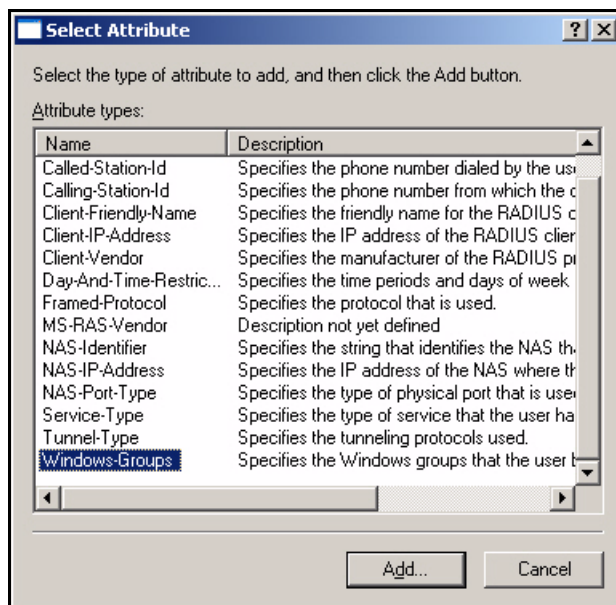 Select Attribute
Select the type of attribute to add, and then click the Add button.
Attribute types:
Name Description
Called-Station-Id Specifies the phone number dialed by the
Calling-Station-Id Specifies the phone number from which the
Client-Friendly-Name Specifies the friendly name for the RADIUS
Client-IP-Address Specifies the IP address of the RADIUS
Client-Vendor Specifies the manufacturer of the RADIUS
Day-And-Time-Restric... Specifies the time periods and days of week
Framed-Protocol Specifies the protocol that is used.
MS-RAS-Vendor Description not yet defined
NAS-Identifier Specifies the string that identifies the NAS
NAS-IP-Address Specifies the IP address of the NAS where
NAS-Port-Type Specifies the type of physical port that is
Service-Type Specifies the type of service that the user
Tunnel-Type Specifies the tunneling protocols used.
Windows-Groups Specifies the Windows groups that the user
Add... Cancel